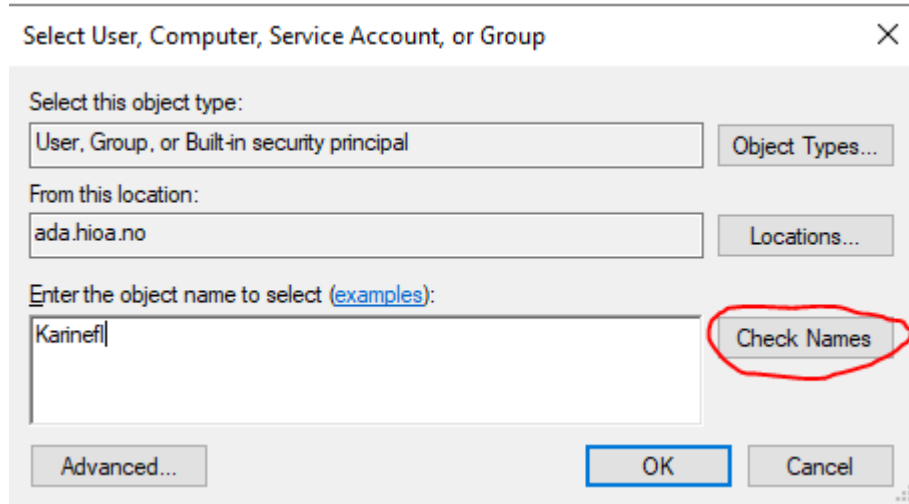 Select User, Computer, Service Account, or Group
Select this object type:
User, Group, or Built-in security principal
Object Types...
From this location:
ada.hioa.no
Locations...
Enter the object name to select (examples):
Karinefl
Check Names
Advanced...
OK
Cancel